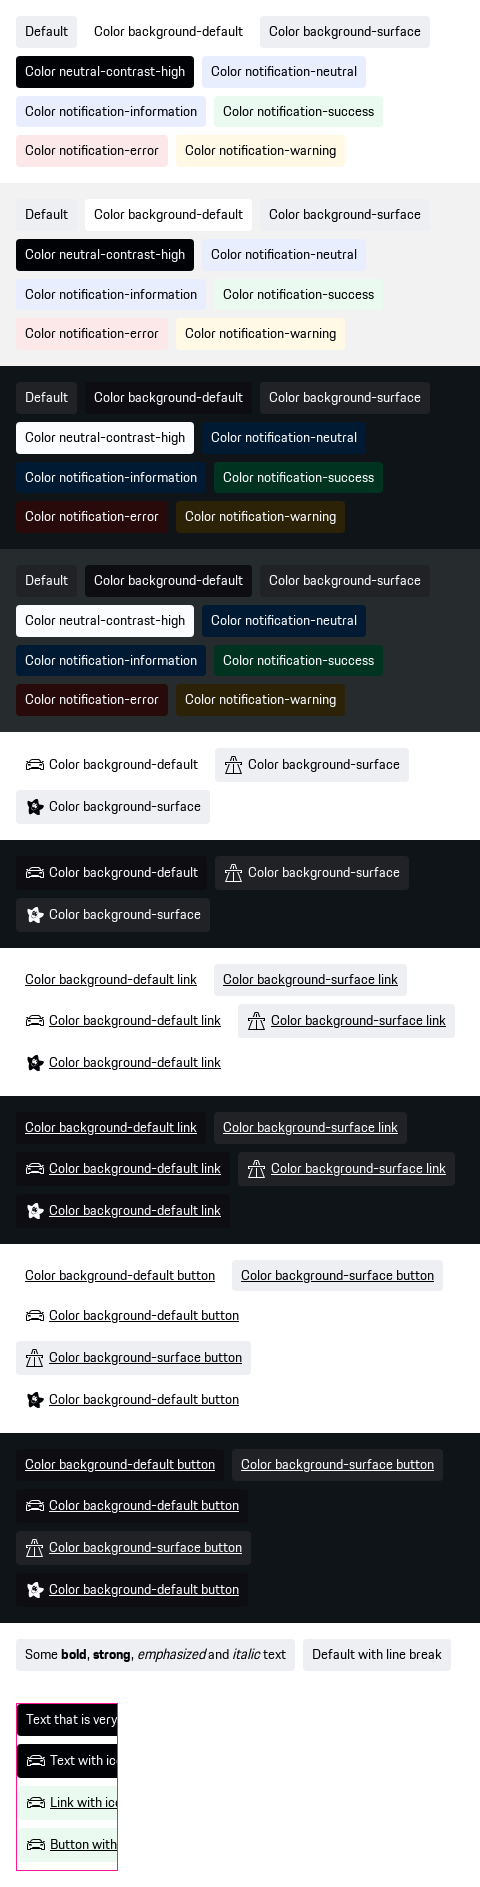 Default Color background-default Color background-surface
Color neutral-contrast-high Color notification-neutral
Color notification-information Color notification-success
Color notification-error Color notification-warning
Default Color background-default Color background-surface
Color neutral-contrast-high Color notification-neutral
Color notification-information Color notification-success
Color notification-error Color notification-warning
Default Color background-default Color background-surface
Color neutral-contrast-high Color notification-neutral
Color notification-information Color notification-success
Color notification-error Color notification-warning
Default Color background-default Color background-surface
Color neutral-contrast-high Color notification-neutral
Color notification-information Color notification-success
Color notification-error Color notification-warning
Color background-default Color background-surface
Color background-surface
Color background-default Color background-surface
Color background-surface
Color background-default link Color background-surface link
Color background-default link Color background-surface link
Color background-default link
Color background-default link Color background-surface link
Color background-default link Color background-surface link
Color background-default link
Color background-default button Color background-surface button
Color background-default button
Color background-surface button
Color background-default button
Color background-default button Color background-surface button
Color background-default button
Color background-surface button
Color background-default button
Some bold, strong, emphasized and italic text Default with line break
Text that is very
Text with
Link with
Button with